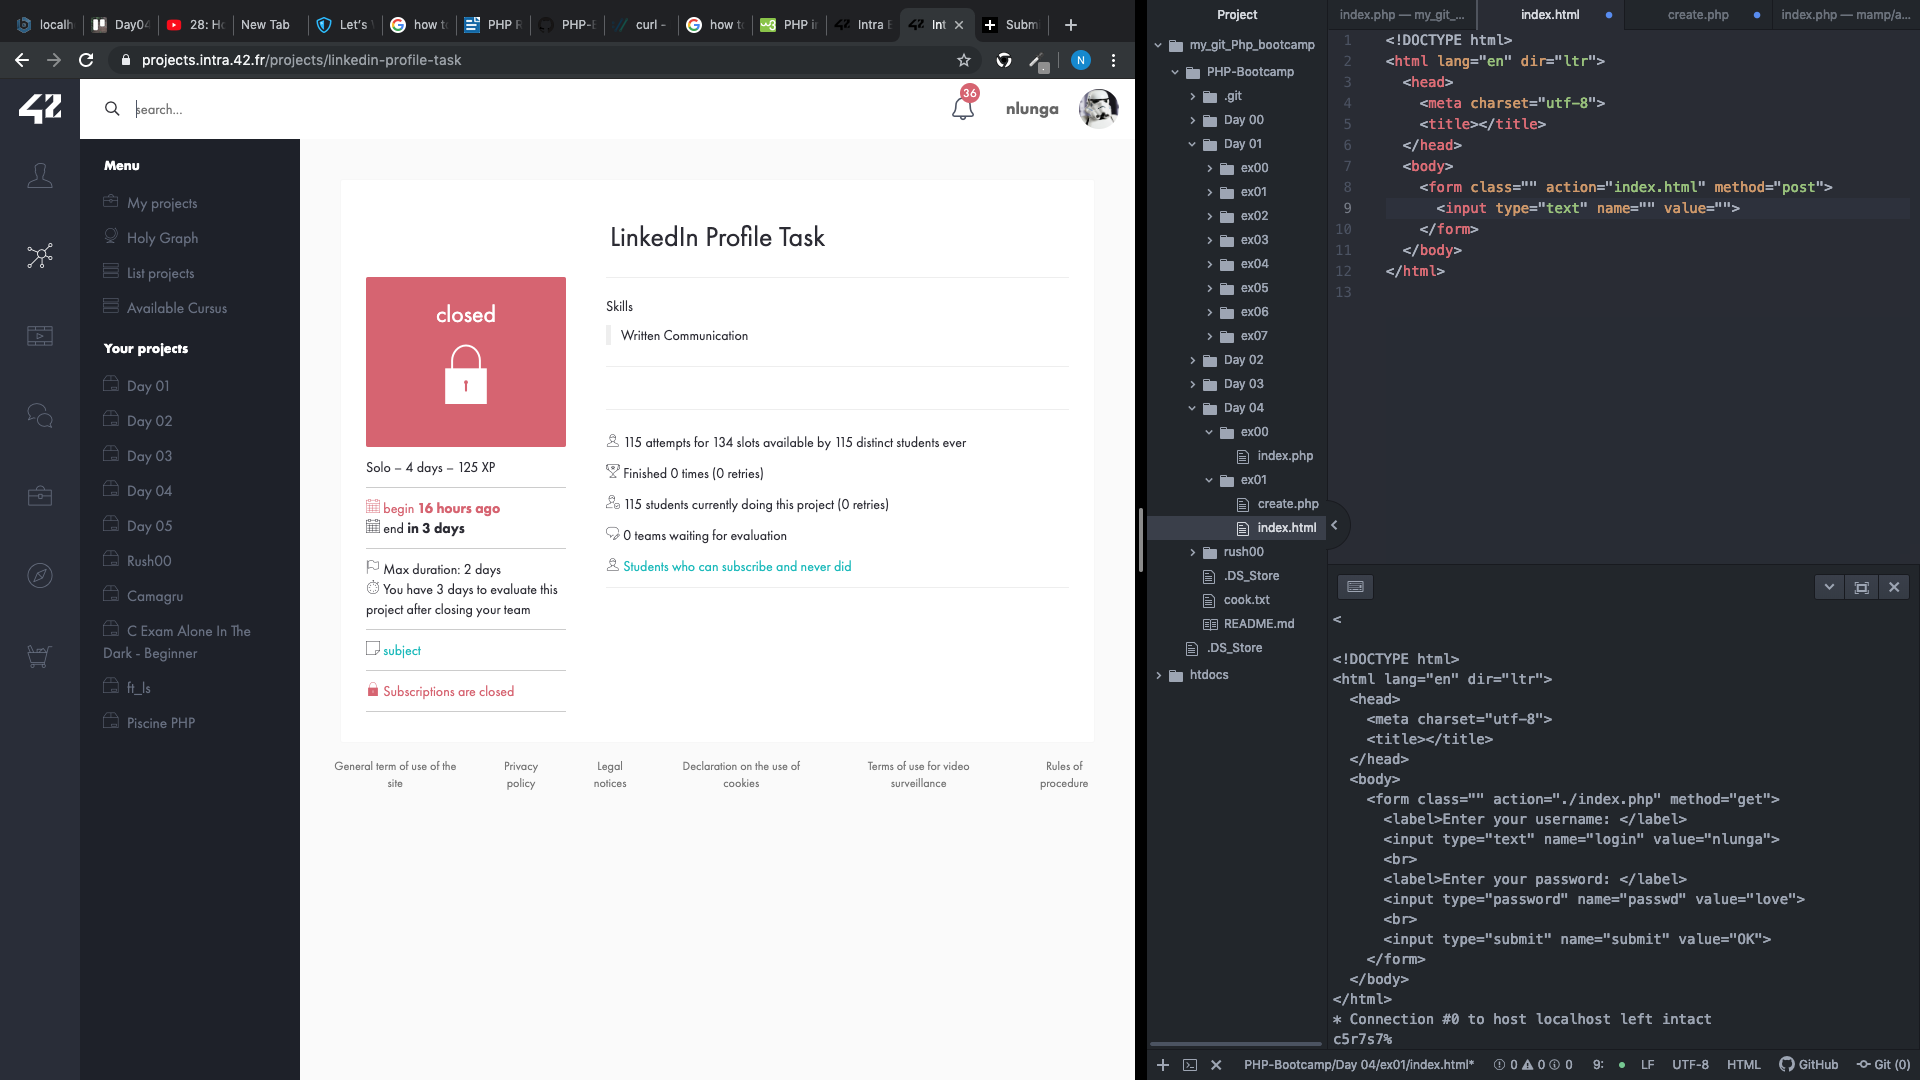 localh
Day04
28: Ho
New Tab
Let's
how to
PHP R
PHP-B
curl -
how to
PHP in
Intra
Int
Subm
projects.intra.42.fr/projects/linkedin-profile-task
N
42
search...
36
nlunga
Menu
My projects
Holy Graph
List projects
Available Cursus
Your projects
Day 01
Day 02
Day 03
Day 04
Day 05
Rush00
Camagru
C Exam Alone In The
Dark - Beginner
ft_ls
Piscine PHP
LinkedIn Profile Task
closed
Solo – 4 days – 125 XP
begin 16 hours ago
end in 3 days
Max duration: 2 days
You have 3 days to evaluate this
project after closing your team
subject
Subscriptions are closed
Skills
Written Communication
115 attempts for 134 slots available by 115 distinct students ever
Finished 0 times (0 retries)
115 students currently doing this project (0 retries)
0 teams waiting for evaluation
Students who can subscribe and never did
General term of use of the
site
Privacy
policy
Legal
notices
Declaration on the use of
cookies
Terms of use for video
surveillance
Rules of
procedure
Project
my_git_Php_bootcamp
PHP-Bootcamp
.git
Day 00
Day 01
ex00
ex01
ex02
ex03
ex04
ex05
ex06
ex07
Day 02
Day 03
Day 04
ex00
index.php
ex01
create.php
index.html
rush00
.DS_Store
cook.txt
README.md
.DS_Store
htdocs
index.php — my_git_...
index.html
create.php
index.php — mamp/a...
1 <!DOCTYPE html>
2 <html lang="en" dir="ltr">
3 <head>
4 <meta charset="utf-8">
5 <title></title>
6 </head>
7 <body>
8 <form class="" action="index.html" method="post">
9 <input type="text" name="" value="">
10 </form>
11 </body>
12 </html>
13
<
<!DOCTYPE html>
<html lang="en" dir="ltr">
<head>
<meta charset="utf-8">
<title></title>
</head>
<body>
<form class="" action="./index.php" method="get">
<label>Enter your username: </label>
<input type="text" name="login" value="nlunga">
<br>
<label>Enter your password: </label>
<input type="password" name="passwd" value="love">
<br>
<input type="submit" name="submit" value="OK">
</form>
</body>
</html>
* Connection #0 to host localhost left intact
c5r7s7%
PHP-Bootcamp/Day 04/ex01/index.html*
0 0 0
9:
LF
UTF-8
HTML
GitHub
Git (0)